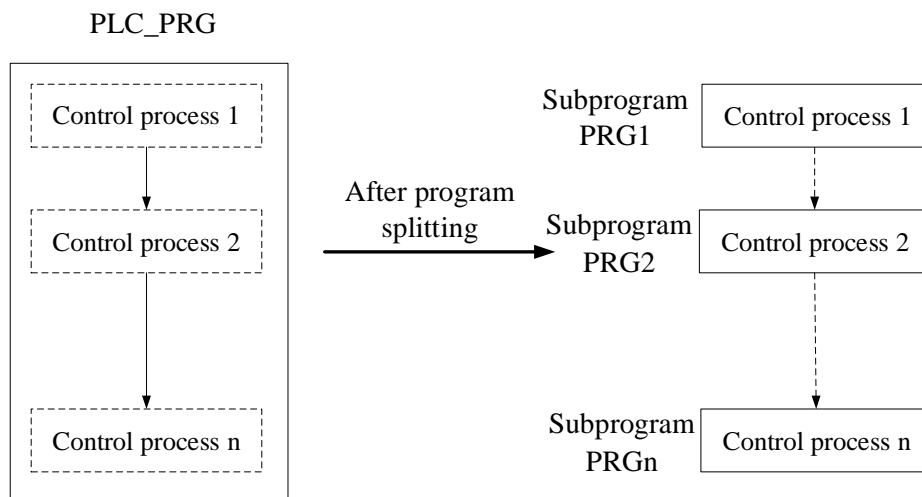 PLC_PRG
Control process 1
Control process 2
Control process n
After program
splitting
Subprogram
PRG1
Control process 1
Subprogram
PRG2
Control process 2
Subprogram
PRGn
Control process n